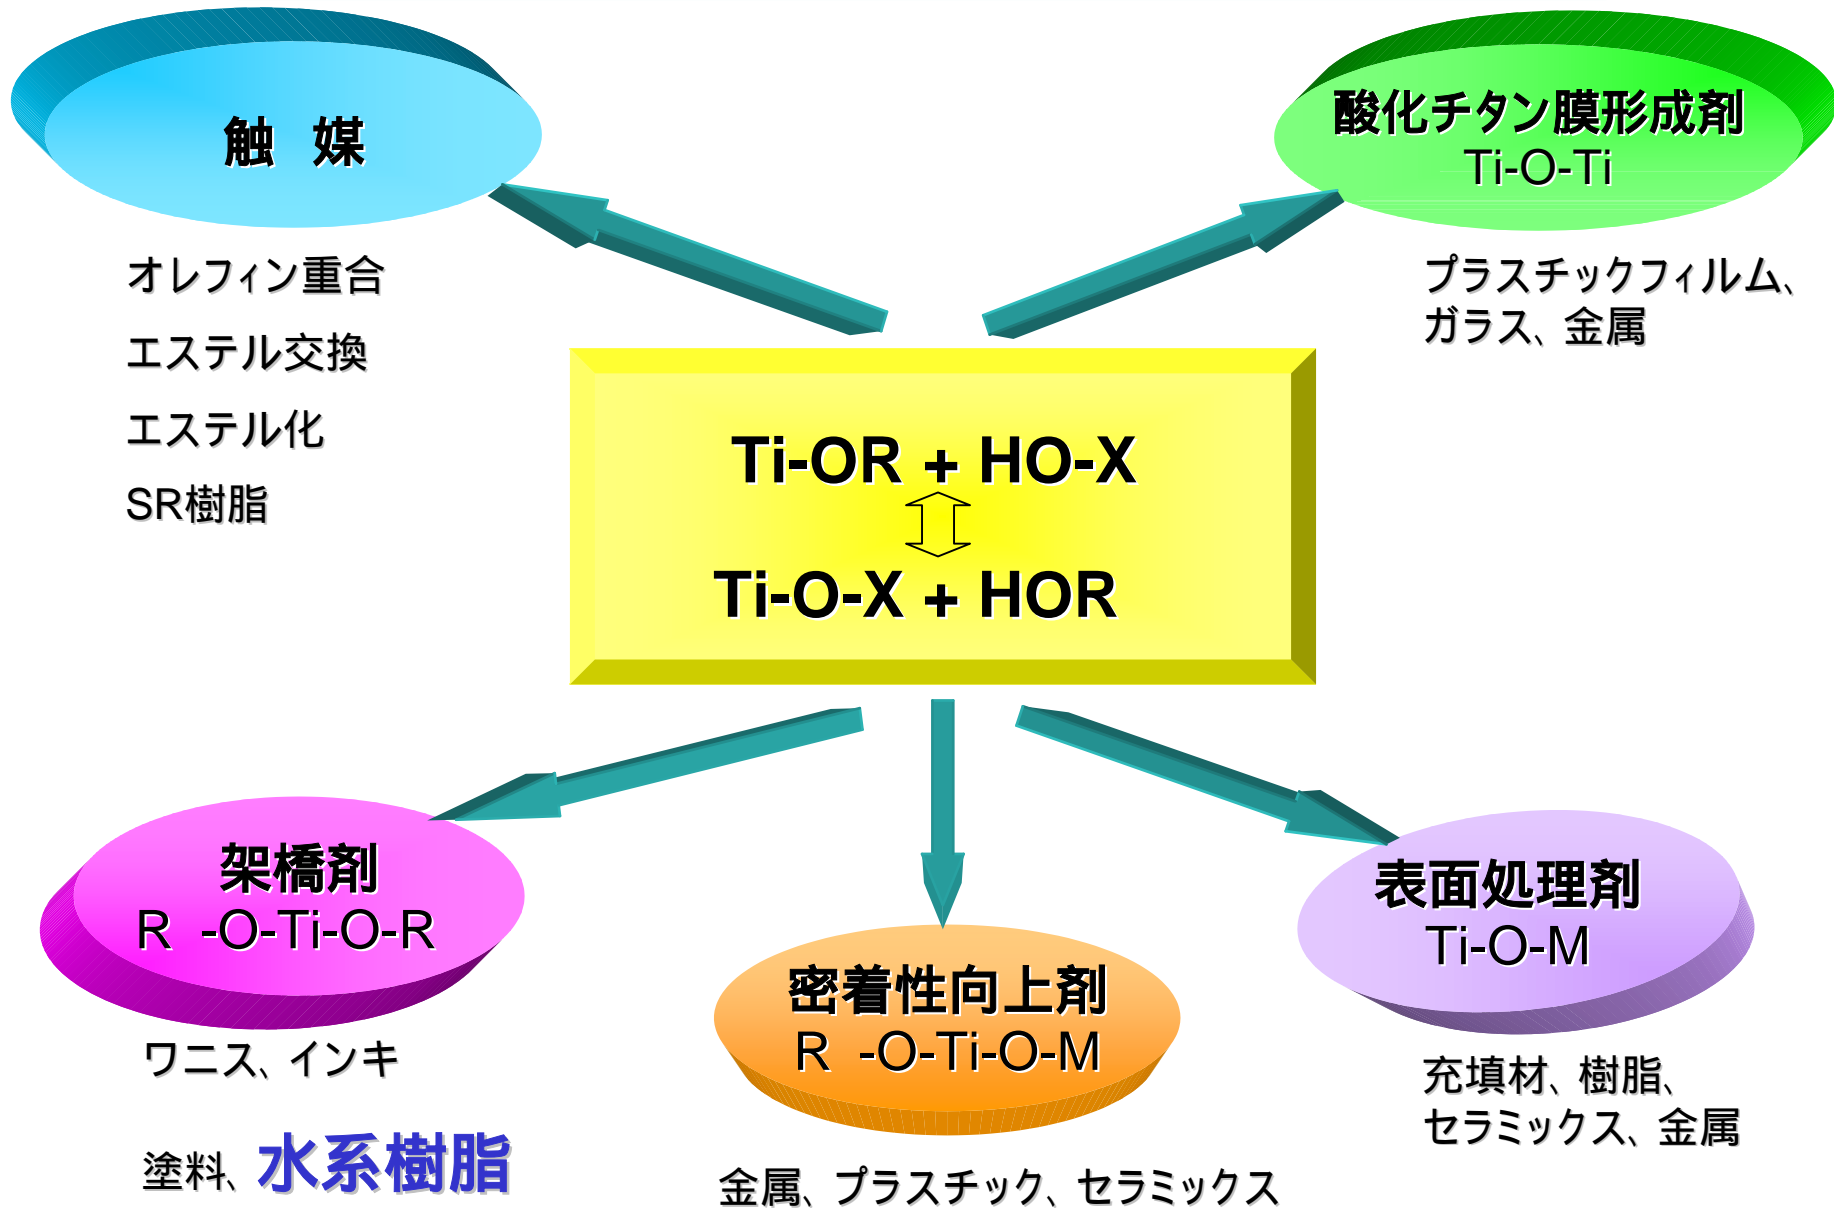 触 媒
オレフィン重合
エステル交換
エステル化
SR樹脂
酸化チタン膜形成剤
Ti-O-Ti
プラスチックフィルム、
ガラス、金属
Ti-OR + HO-X
Ti-O-X + HOR
架橋剤
R -O-Ti-O-R
ワニス、インキ
塗料、水系樹脂
密着性向上剤
R -O-Ti-O-M
金属、プラスチック、セラミックス
表面処理剤
Ti-O-M
充填材、樹脂、
セラミックス、金属